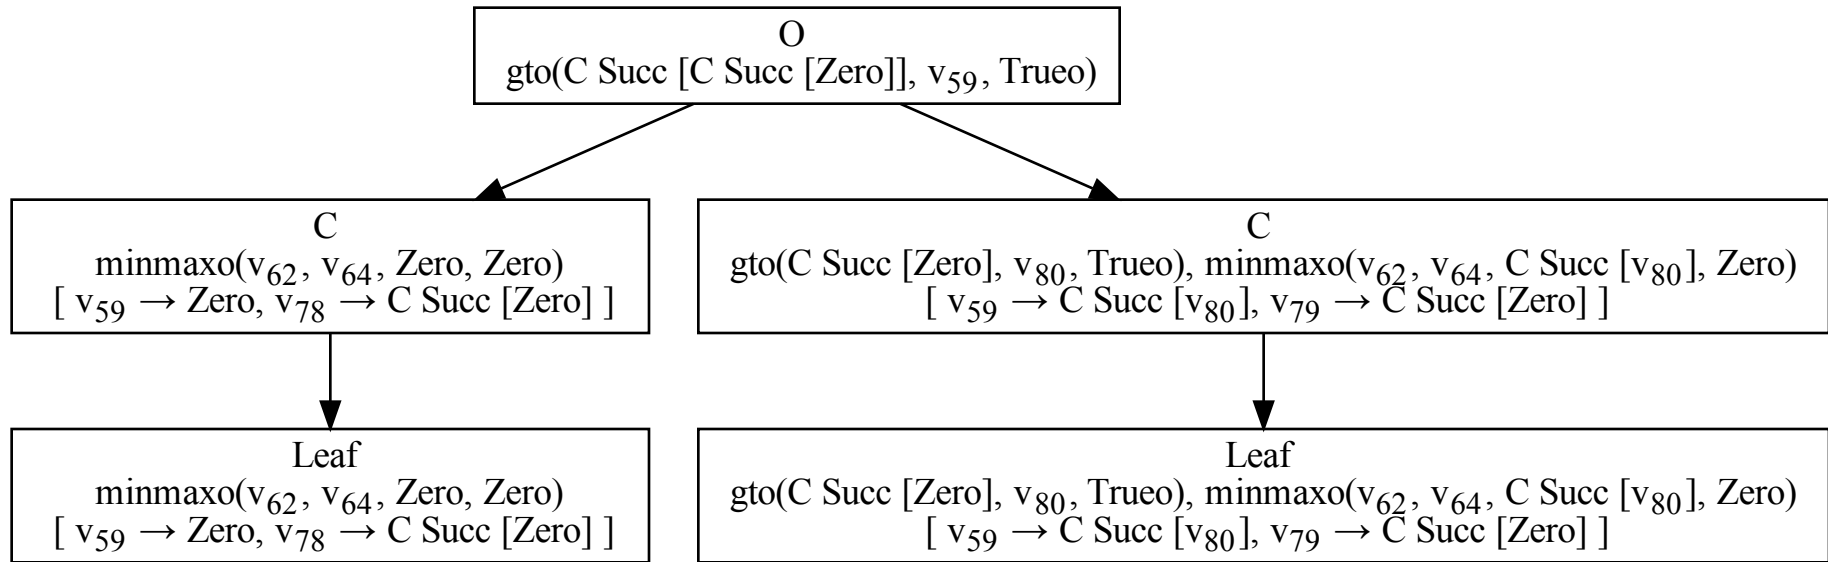 O
gto(C Succ [C Succ [Zero]], v59, Trueo)
C
minmaxo(v62, v64, Zero, Zero)
[ v59 → Zero, v78 → C Succ [Zero] ]
C
gto(C Succ [Zero], v80, Trueo), minmaxo(v62, v64, C Succ [v80], Zero)
[ v59 → C Succ [v80], v79 → C Succ [Zero] ]
Leaf
minmaxo(v62, v64, Zero, Zero)
[ v59 → Zero, v78 → C Succ [Zero] ]
Leaf
gto(C Succ [Zero], v80, Trueo), minmaxo(v62, v64, C Succ [v80], Zero)
[ v59 → C Succ [v80], v79 → C Succ [Zero] ]